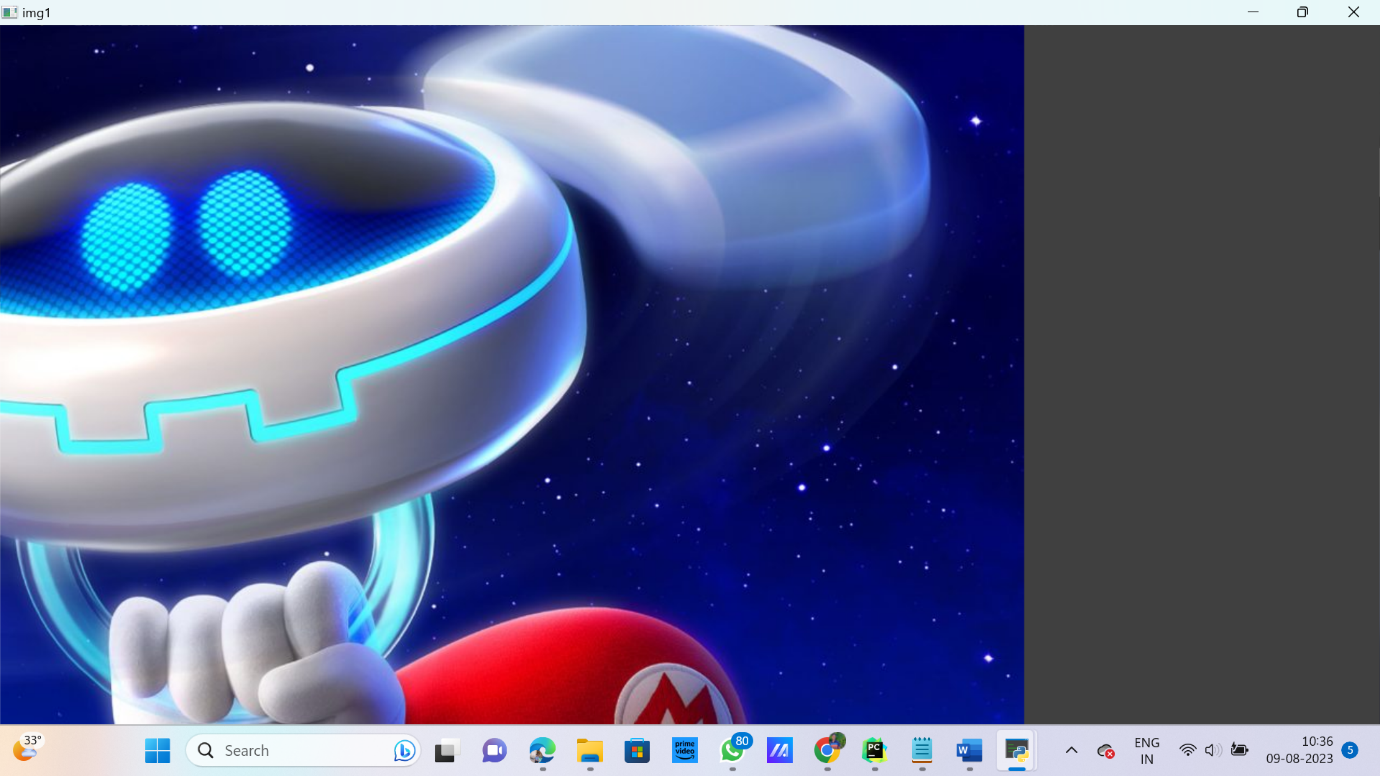 img1
M
33°
Search
prime
video
80
PC
W
ENG
IN
10:36
09-08-2023
5